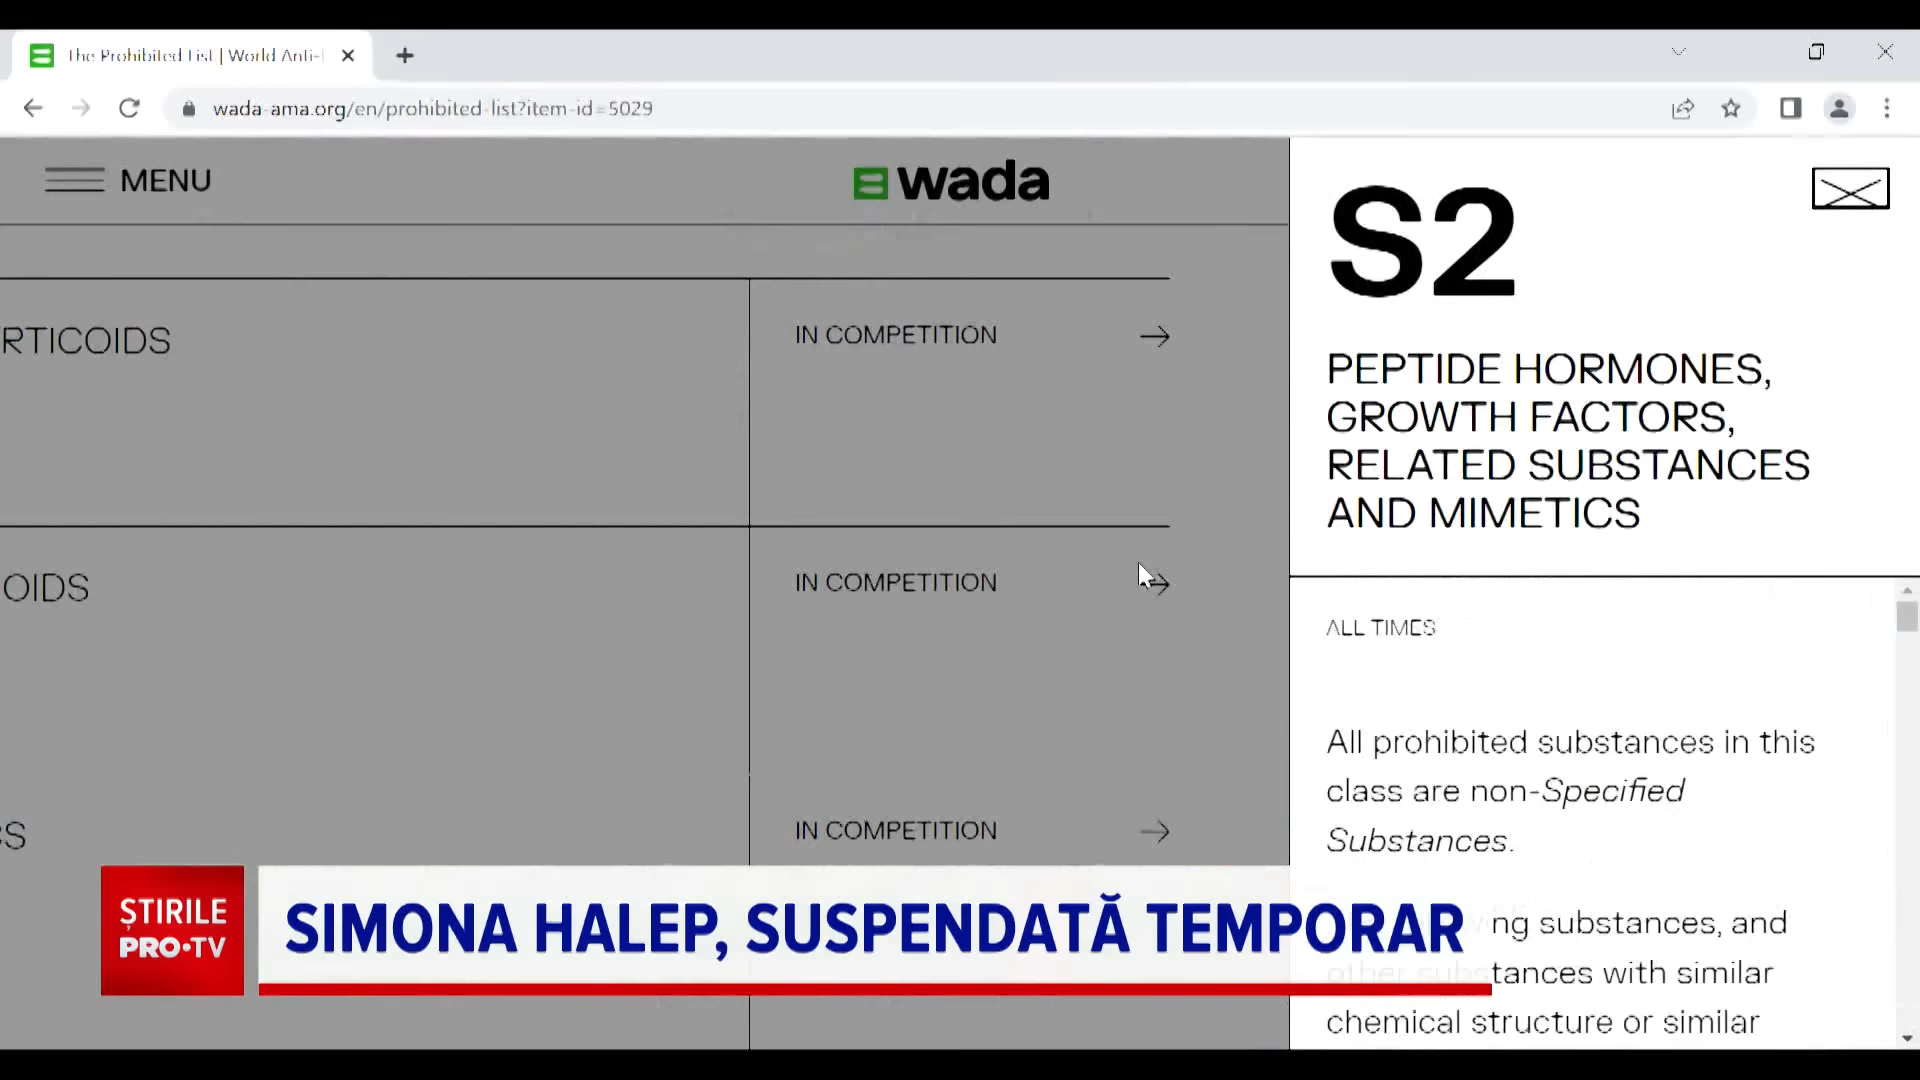 The Prohibited List | World Anti-
wada-ama.org/en/prohibited-list?item-id=5029
MENU
wada
RTICOIDS
IN COMPETITION
OIDS
IN COMPETITION
IN COMPETITION
S2
PEPTIDE HORMONES,
GROWTH FACTORS,
RELATED SUBSTANCES
AND MIMETICS
ALL TIMES
All prohibited substances in this
class are non-Specified
Substances.
ng substances, and
other substances with similar
chemical structure or similar
ȘTIRILE
PRO•TV
SIMONA HALEP, SUSPENDATĂ TEMPORAR